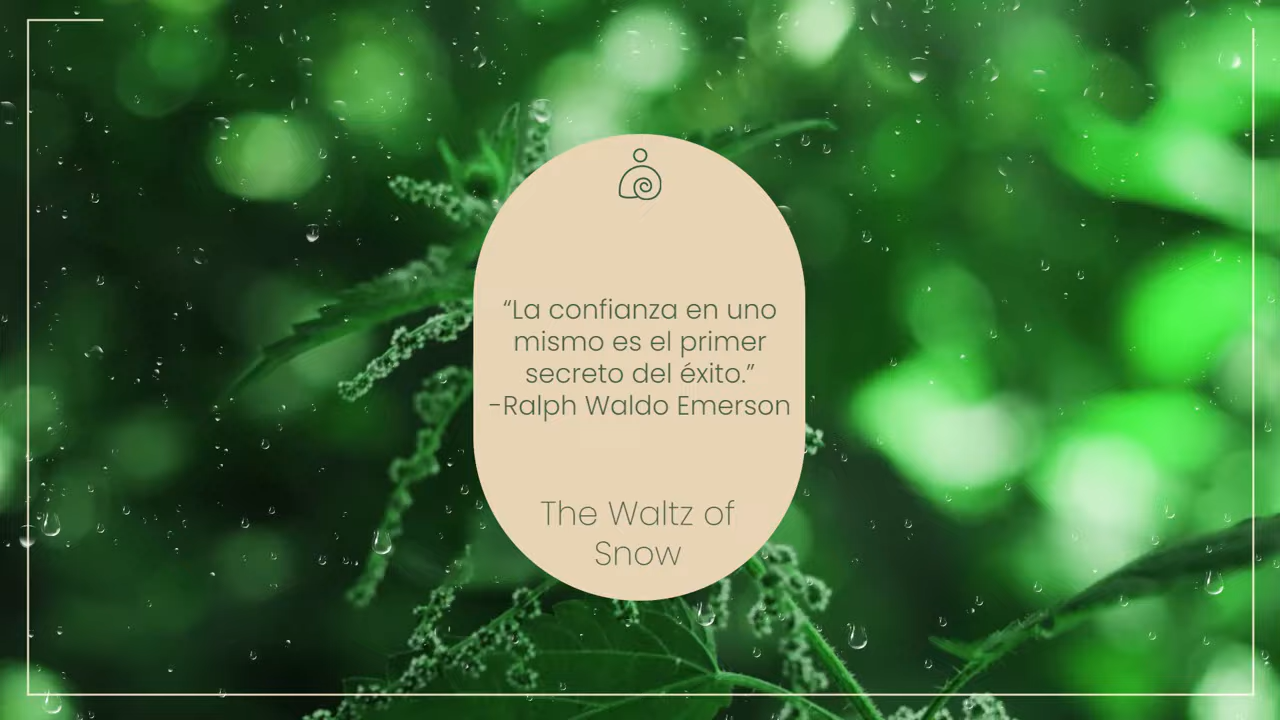 “La confianza en uno
mismo es el primer
secreto del éxito.”
-Ralph Waldo Emerson
The Waltz of
Snow